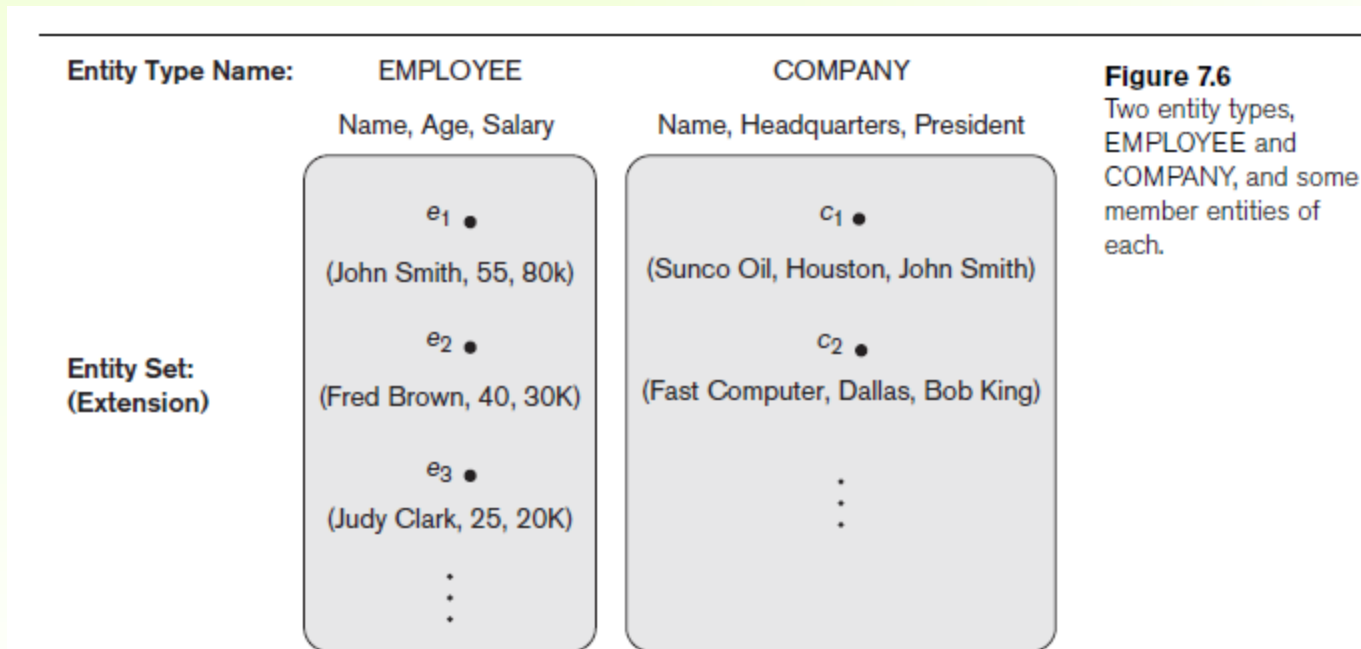 Entity Type Name: EMPLOYEE COMPANY
Name, Age, Salary Name, Headquarters, President
e1 • c1 •
(John Smith, 55, 80k) (Sunco Oil, Houston, John Smith)
e2 • c2 •
Entity Set:
(Extension)
(Fred Brown, 40, 30K) (Fast Computer, Dallas, Bob King)
e3 •
(Judy Clark, 25, 20K)
Figure 7.6
Two entity types,
EMPLOYEE and
COMPANY, and some
member entities of
each.